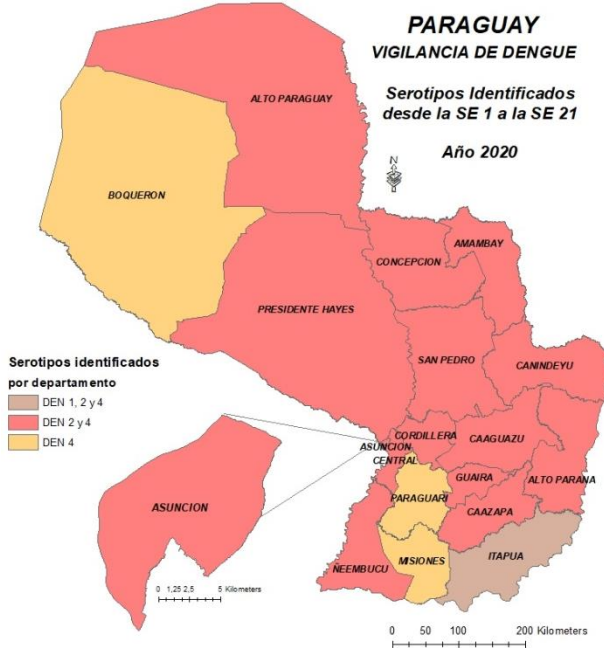 PARAGUAY
VIGILANCIA DE DENGUE
Serotipos Identificados
desde la SE 1 a la SE 21
Año 2020
N
ALTO PARAGUAY
BOQUERON
CONCEPCION
AMAMBAY
PRESIDENTE HAYES
SAN PEDRO
CANINDEYU
Serotipos identificados
por departamento
DEN 1, 2 y 4
DEN 2 y 4
DEN 4
CORDILLERA
ASUNCION
CENTRAL
CAAGUAZU
GUAIRA
ALTO PARANA
PARAGUARI
CAAZAPA
ASUNCION
MISIONES
ITAPUA
ÑEEMBUCU
0 1,25 2,5 5 Kilometers
0 50 100 200 Kilometers